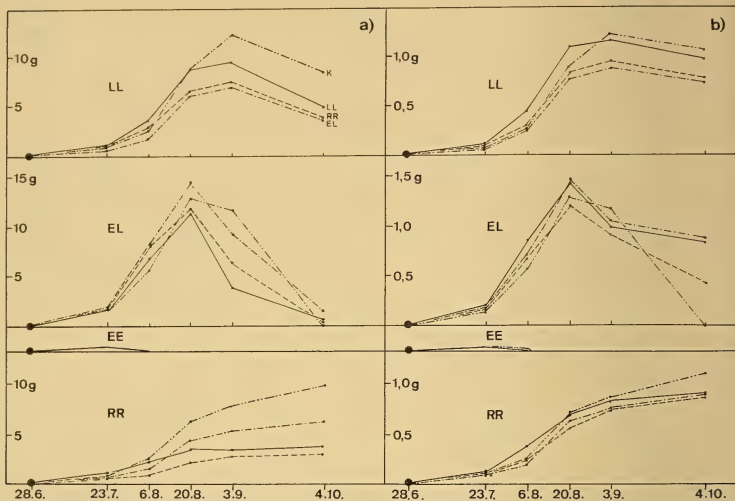 a)
10 g
5
LL
K
LL
RR
EL
15 g
10
5
EL
EE
10 g
5
RR
28.6. 23.7. 6.8. 20.8. 3.9. 4.10.
b)
1,0 g
0,5
LL
1,5 g
1,0
0,5
EL
EE
1,0 g
0,5
RR
28.6. 23.7. 6.8. 20.8. 3.9. 4.10.